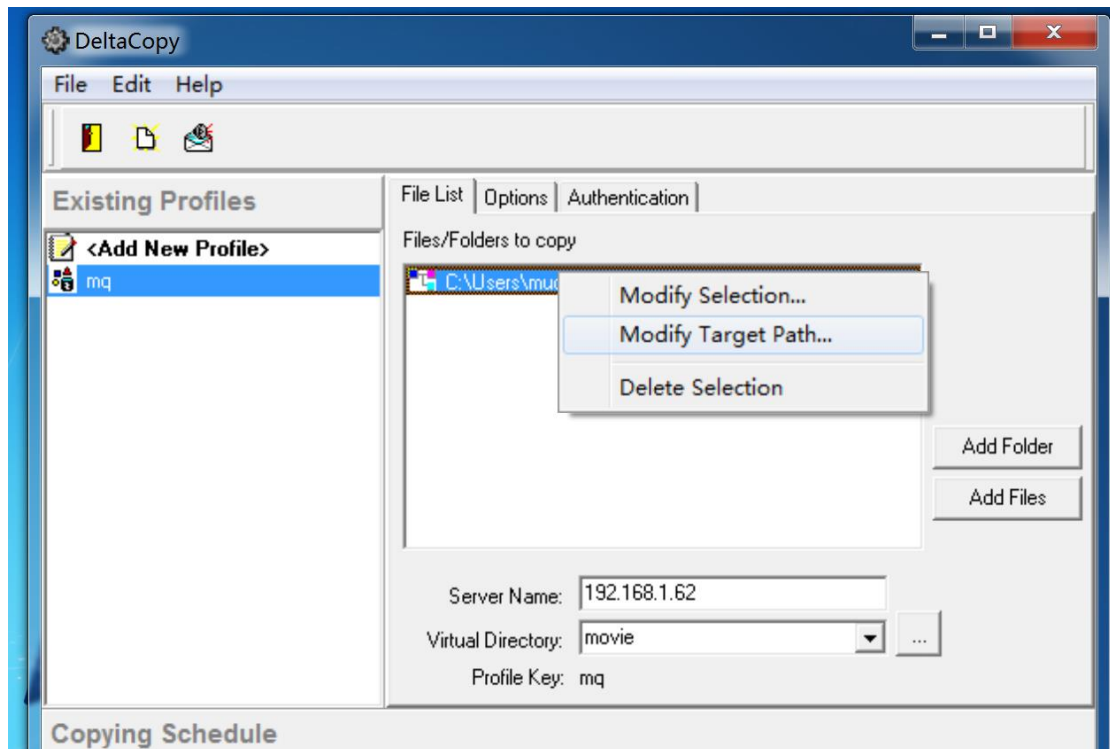 DeltaCopy
File Edit Help
Existing Profiles
<Add New Profile>
mq
File List Options Authentication
Files/Folders to copy
C:\Users\muc
Modify Selection...
Modify Target Path...
Delete Selection
Add Folder
Add Files
Server Name: 192.168.1.62
Virtual Directory: movie ...
Profile Key: mq
Copying Schedule